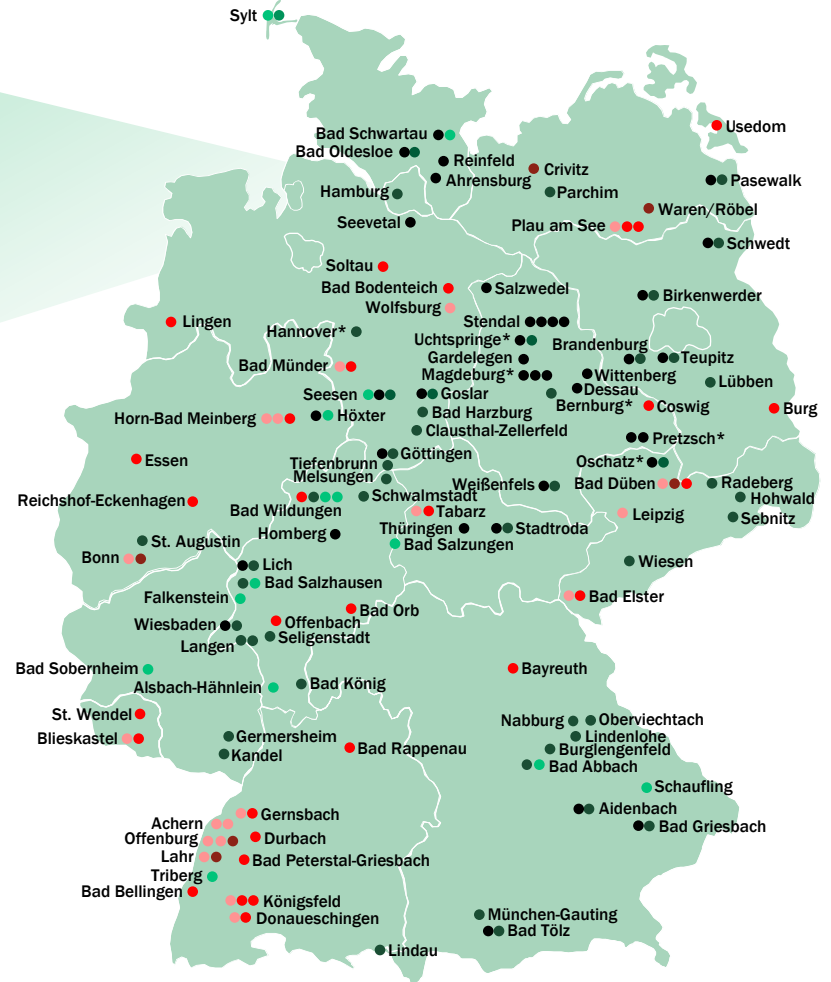 Sylt
Usedom
Bad Schwartau
Bad Oldesloe
Reinfeld
Crivitz
Ahrensburg
Pasewalk
Hamburg
Parchim
Waren/Röbel
Seevetal
Plau am See
Schwedt
Soltau
Bad Bodenteich
Salzwedel
Birkenwerder
Wolfsburg
Lingen
Stendal
Hannover*
Uchtspringe*
Brandenburg
Gardelegen
Teupitz
Bad Münder
Magdeburg*
Wittenberg
Lübben
Dessau
Seesen
Goslar
Bernburg*
Coswig
Burg
Horn-Bad Meinberg
Höxter
Bad Harzburg
Clausthal-Zellerfeld
Pretzsch*
Göttingen
Essen
Tiefenbrunn
Oschatz*
Melsungen
Weißenfels
Bad Düben
Radeberg
Reichshof-Eckenhagen
Schwalmstadt
Hohwald
Bad Wildungen
Tabarz
Leipzig
Sebnitz
Homberg
Thüringen
Stadtroda
St. Augustin
Bad Salzungen
Bonn
Lich
Wiesen
Bad Salzhausen
Falkenstein
Bad Elster
Bad Orb
Wiesbaden
Offenbach
Seligenstadt
Langen
Bad Sobernheim
Bayreuth
Alsbach-Hähnlein
Bad König
St. Wendel
Nabburg
Oberviechtach
Blieskastel
Germersheim
Lindenlohe
Kandel
Bad Rappenau
Burglengenfeld
Bad Abbach
Schaufling
Gernsbach
Aidenbach
Achern
Bad Griesbach
Offenburg
Durbach
Lahr
Bad Peterstal-Griesbach
Triberg
Bad Bellingen
Königsfeld
München-Gauting
Donaueschingen
Bad Tölz
Lindau